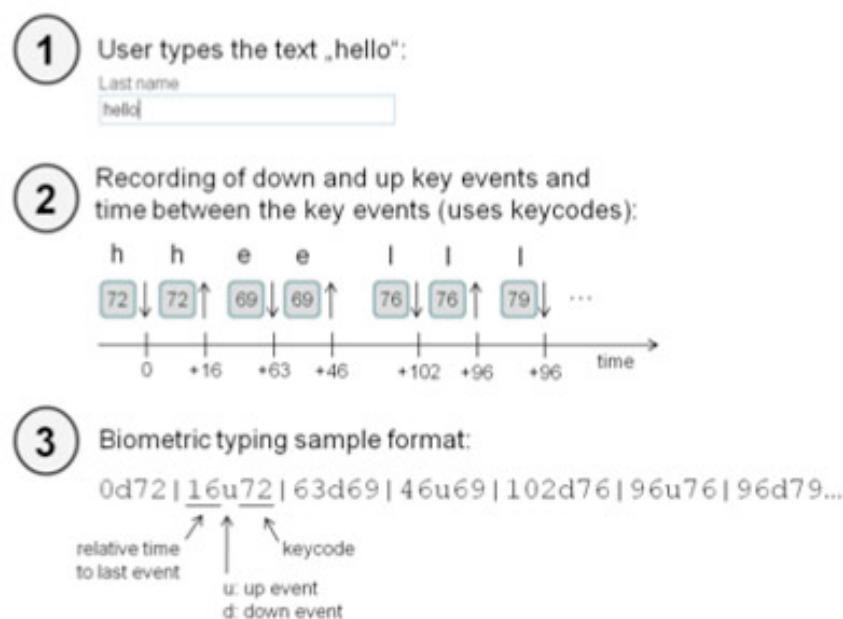 1
User types the text „hello“:
Last name
hello
2
Recording of down and up key events and
time between the key events (uses keycodes):
h h e e l l l
72 72 69 69 76 76 79 ...
0 +16 +63 +46 +102 +96 +96 time
3
Biometric typing sample format:
0d72|16u72|63d69|46u69|102d76|96u76|96d79...
relative time
to last event
keycode
u: up event
d: down event